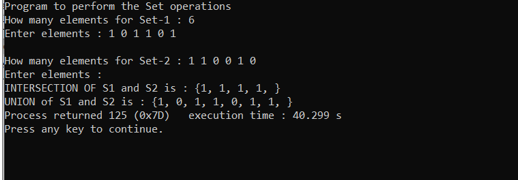 Program to perform the Set operations
How many elements for Set-1 : 6
Enter elements : 1 0 1 1 0 1
How many elements for Set-2 : 1 1 0 0 1 0
Enter elements :
INTERSECTION OF S1 and S2 is : {1, 1, 1, 1, }
UNION of S1 and S2 is : {1, 0, 1, 1, 0, 1, 1, }
Process returned 125 (0x7D)   execution time : 40.299 s
Press any key to continue.